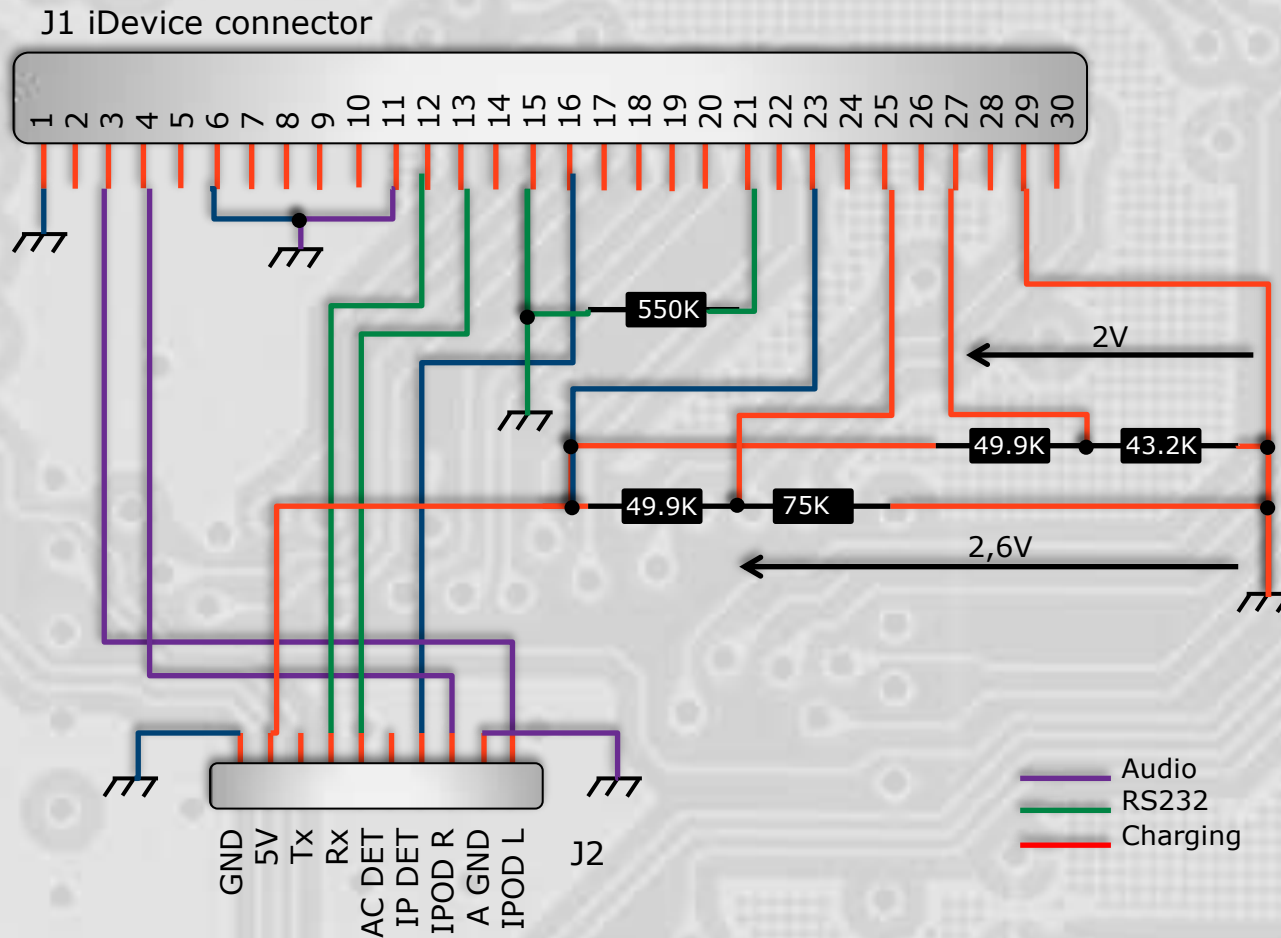 J1 iDevice connector
1 2 3 4 5 6 7 8 9 10 11 12 13 14 15 16 17 18 19 20 21 22 23 24 25 26 27 28 29 30
550K
2V
49.9K 43.2K
49.9K 75K
2,6V
Audio
RS232
Charging
GND
5V
Tx
Rx
AC DET
IP DET
IPOD R
A GND
IPOD L
J2